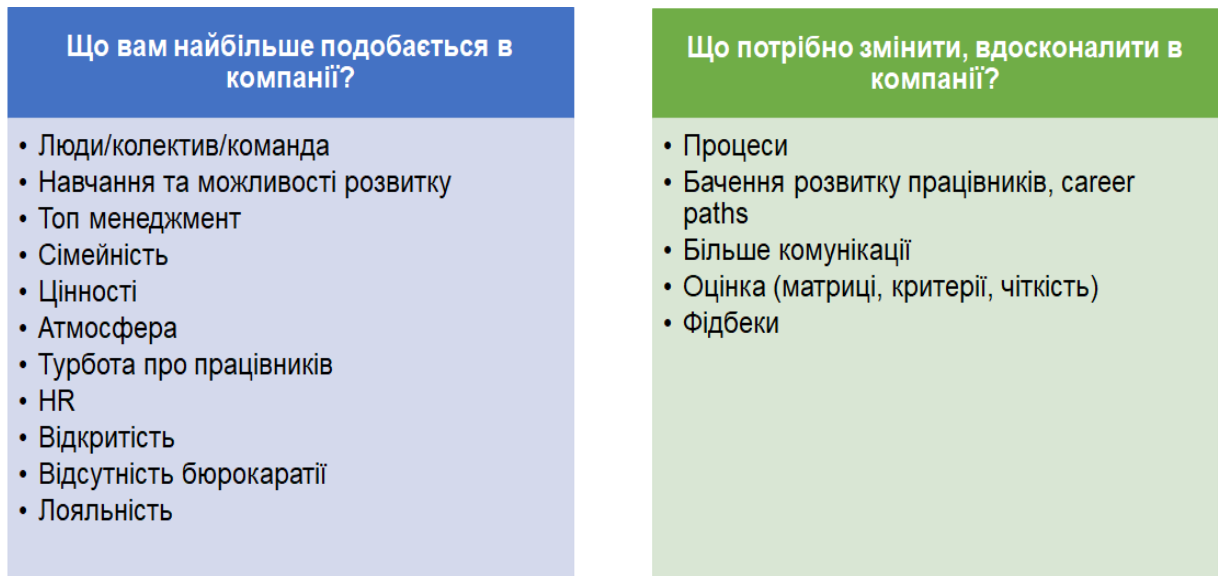 Що вам найбільше подобається в
компанії?
• Люди/колектив/команда
• Навчання та можливості розвитку
• Топ менеджмент
• Сімейність
• Цінності
• Атмосфера
• Турбота про працівників
• HR
• Відкритість
• Відсутність бюрокаратії
• Лояльність
Що потрібно змінити, вдосконалити в
компанії?
• Процеси
• Бачення розвитку працівників, career
paths
• Більше комунікації
• Оцінка (матриці, критерії, чіткість)
• Фідбеки